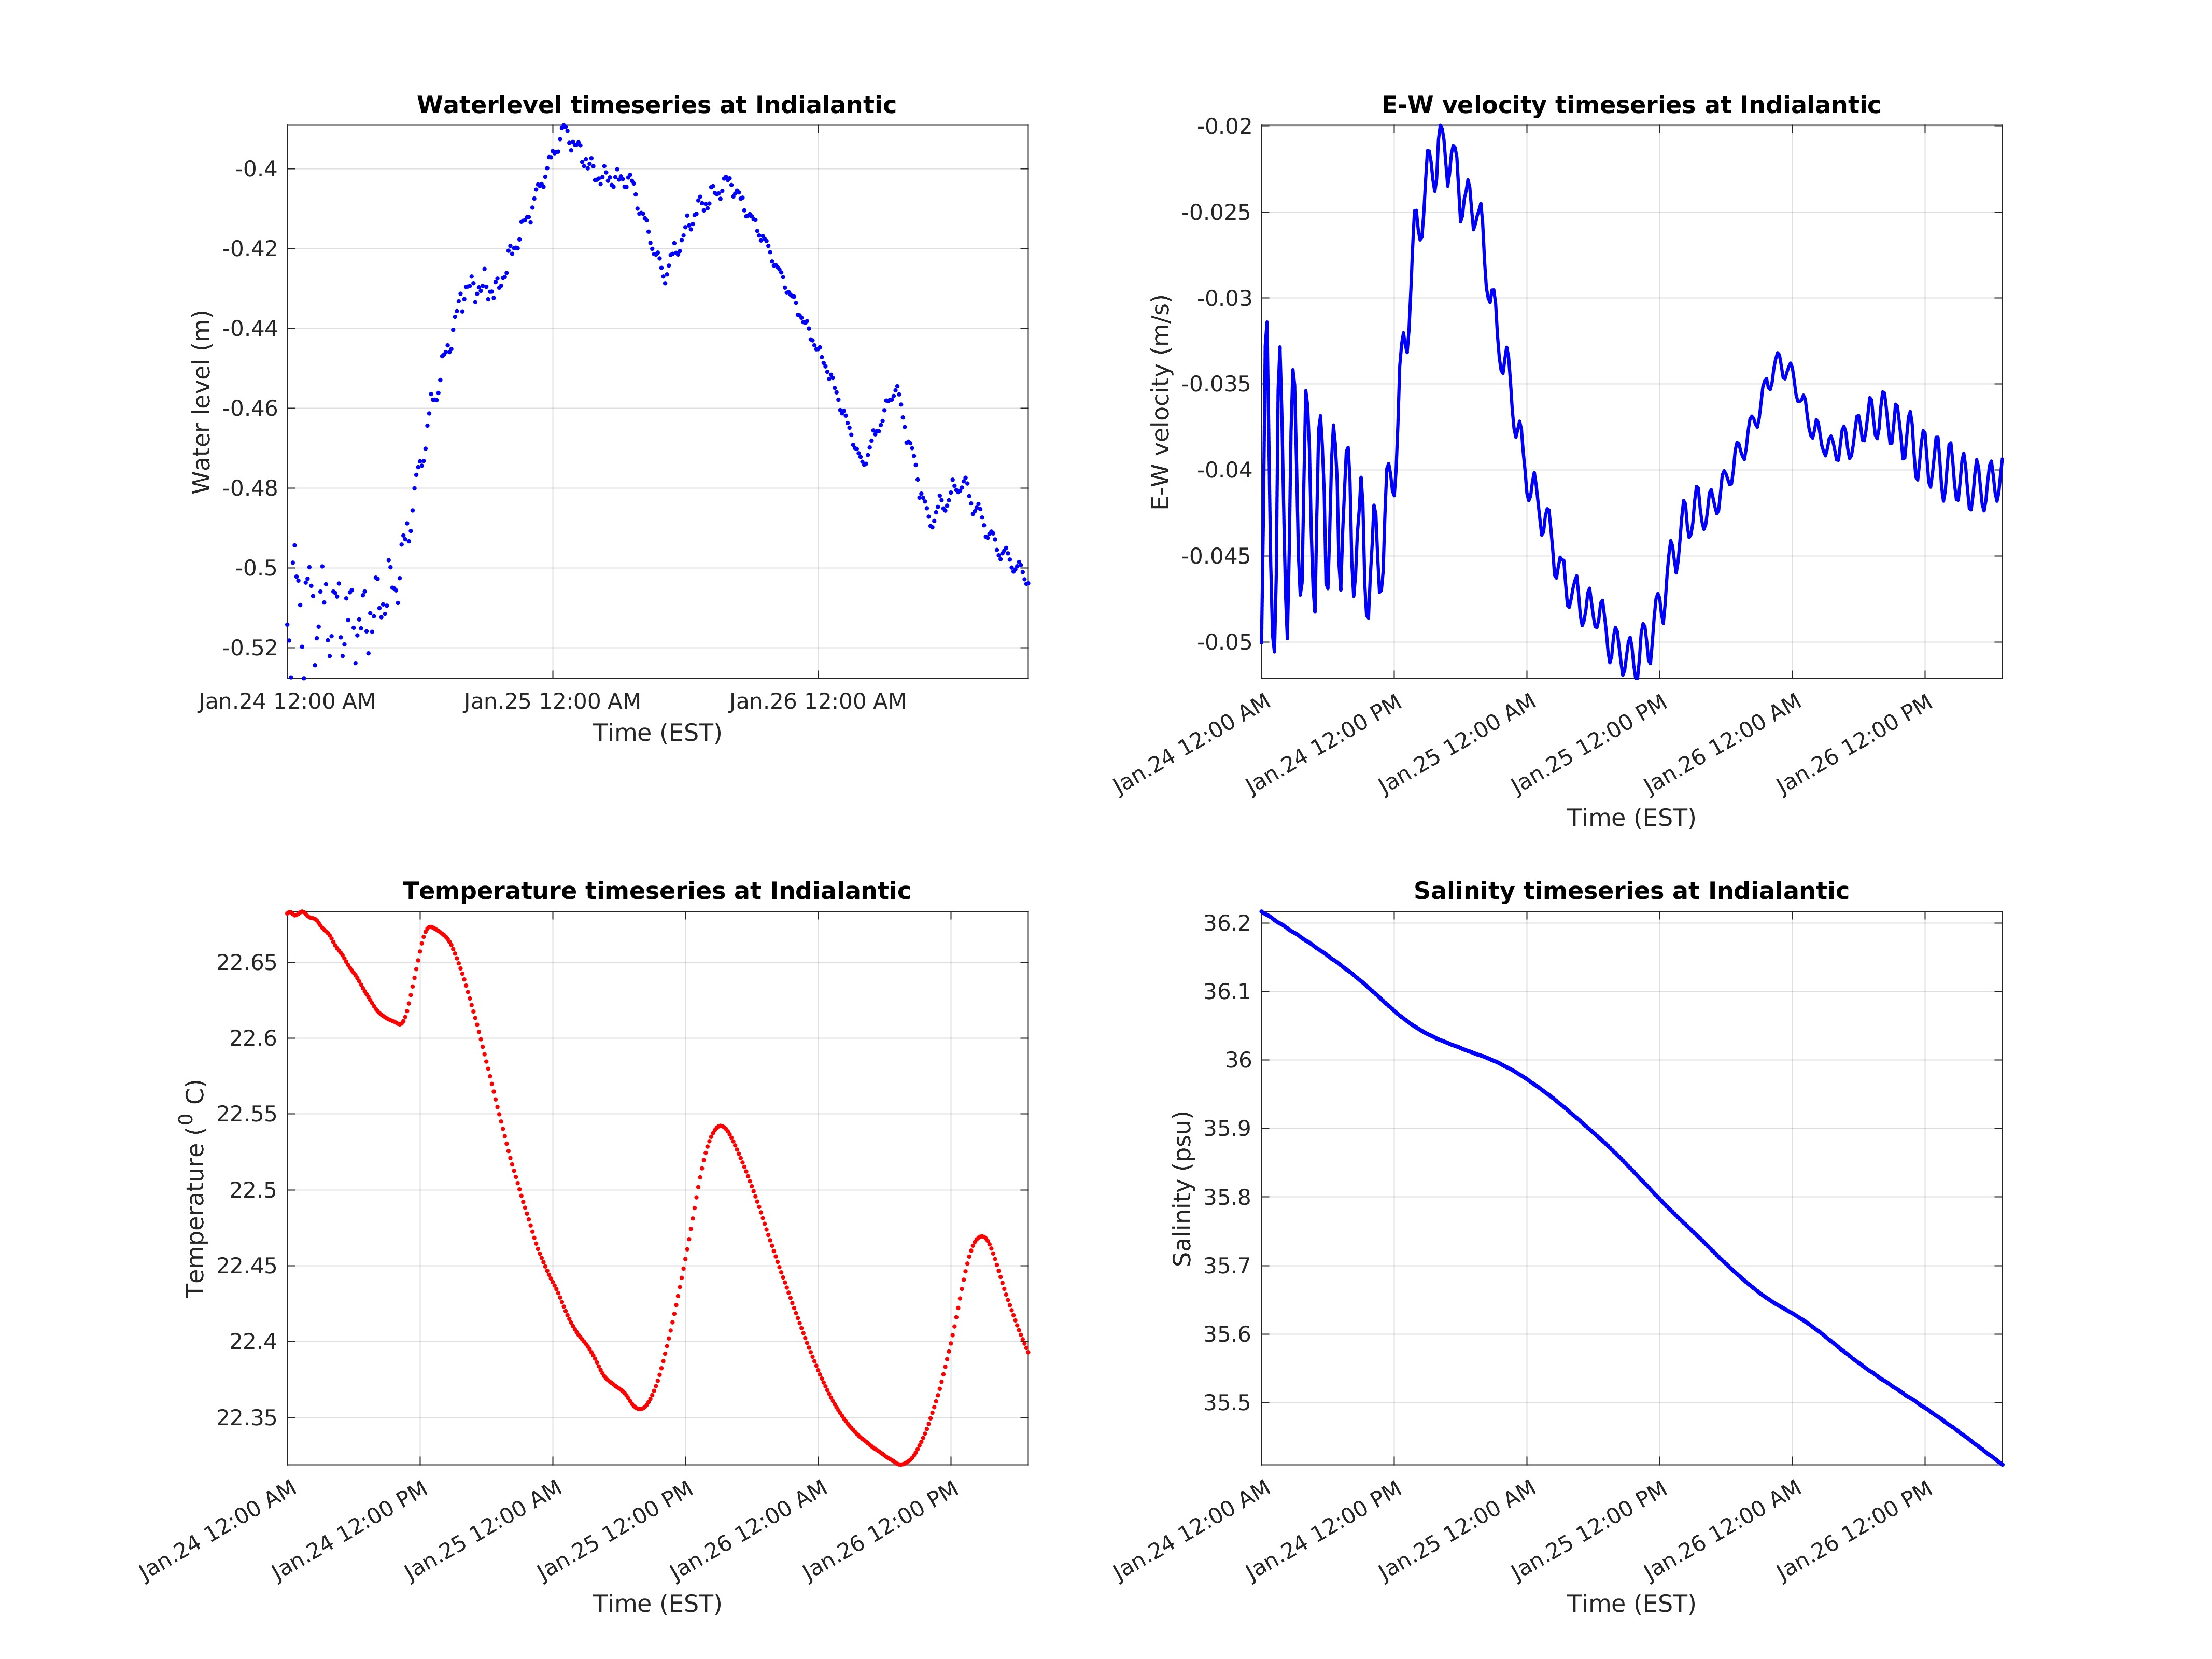 Waterlevel timeseries at Indialantic
Water level (m)
-0.4
-0.42
-0.44
-0.46
-0.48
-0.5
-0.52
Jan.24 12:00 AM
Jan.25 12:00 AM
Jan.26 12:00 AM
Time (EST)
E-W velocity timeseries at Indialantic
E-W velocity (m/s)
-0.02
-0.025
-0.03
-0.035
-0.04
-0.045
-0.05
Jan.24 12:00 AM
Jan.24 12:00 PM
Jan.25 12:00 AM
Jan.25 12:00 PM
Jan.26 12:00 AM
Jan.26 12:00 PM
Time (EST)
Temperature timeseries at Indialantic
Temperature (⁰ C)
22.65
22.6
22.55
22.5
22.45
22.4
22.35
Jan.24 12:00 AM
Jan.24 12:00 PM
Jan.25 12:00 AM
Jan.25 12:00 PM
Jan.26 12:00 AM
Jan.26 12:00 PM
Time (EST)
Salinity timeseries at Indialantic
Salinity (psu)
36.2
36.1
36
35.9
35.8
35.7
35.6
35.5
Jan.24 12:00 AM
Jan.24 12:00 PM
Jan.25 12:00 AM
Jan.25 12:00 PM
Jan.26 12:00 AM
Jan.26 12:00 PM
Time (EST)